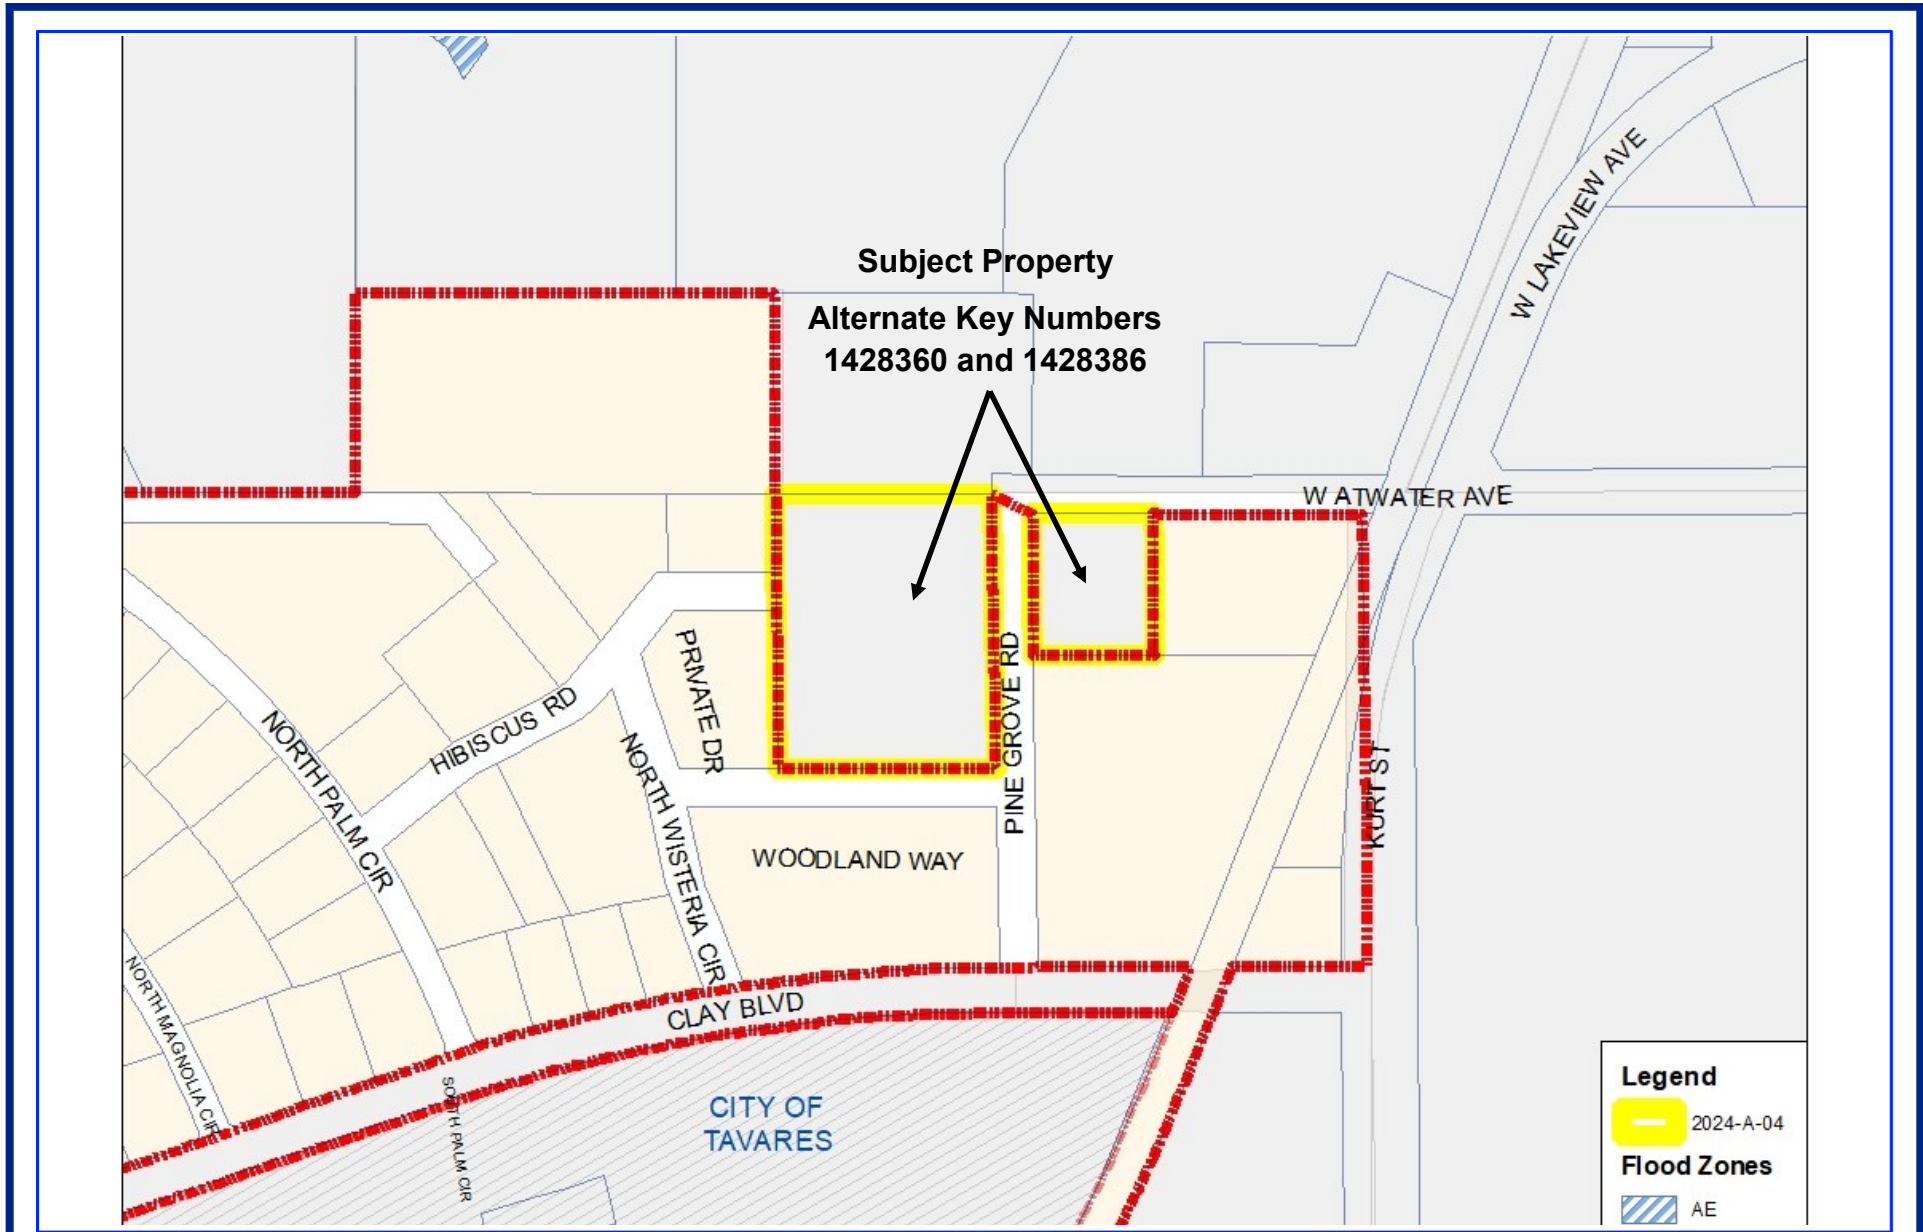 Subject Property
Alternate Key Numbers
1428360 and 1428386
W LAKEVIEW AVE
W ATWATER AVE
PRIVATE DR
PINE GROVE RD
HIBISCUS RD
NORTH PALM CIR
NORTH WISTERIA CIR
KURT ST
WOODLAND WAY
NORTH MAGNOLIA CIR
CLAY BLVD
SOUTH PALM CIR
CITY OF
TAVARES
Legend
2024-A-04
Flood Zones
AE